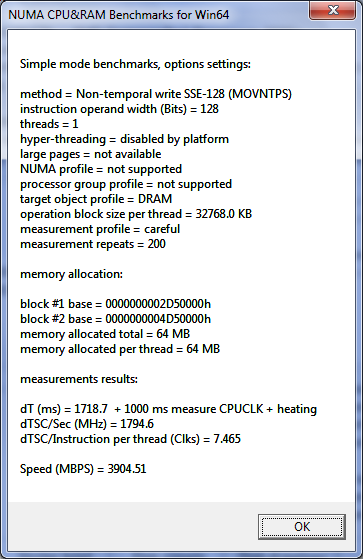 NUMA CPU&RAM Benchmarks for Win64
Simple mode benchmarks, options settings:
method = Non-temporal write SSE-128 (MOVNTPS)
instruction operand width (Bits) = 128
threads = 1
hyper-threading = disabled by platform
large pages = not available
NUMA profile = not supported
processor group profile = not supported
target object profile = DRAM
operation block size per thread = 32768.0 KB
measurement profile = careful
measurement repeats = 200
memory allocation:
block #1 base = 0000000002D50000h
block #2 base = 0000000004D50000h
memory allocated total = 64 MB
memory allocated per thread = 64 MB
measurements results:
dT (ms) = 1718.7  + 1000 ms measure CPUCLK + heating
dTSC/Sec (MHz) = 1794.6
dTSC/Instruction per thread (Clks) = 7.465
Speed (MBPS) = 3904.51
OK